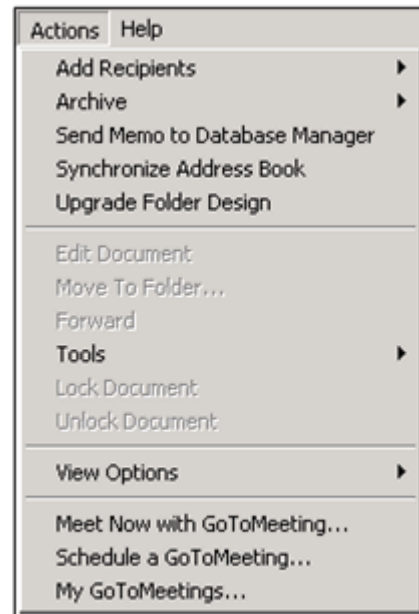 Actions Help
Add Recipients
Archive
Send Memo to Database Manager
Synchronize Address Book
Upgrade Folder Design
Edit Document
Move To Folder...
Forward
Tools
Lock Document
Unlock Document
View Options
Meet Now with GoToMeeting...
Schedule a GoToMeeting...
My GoToMeetings...